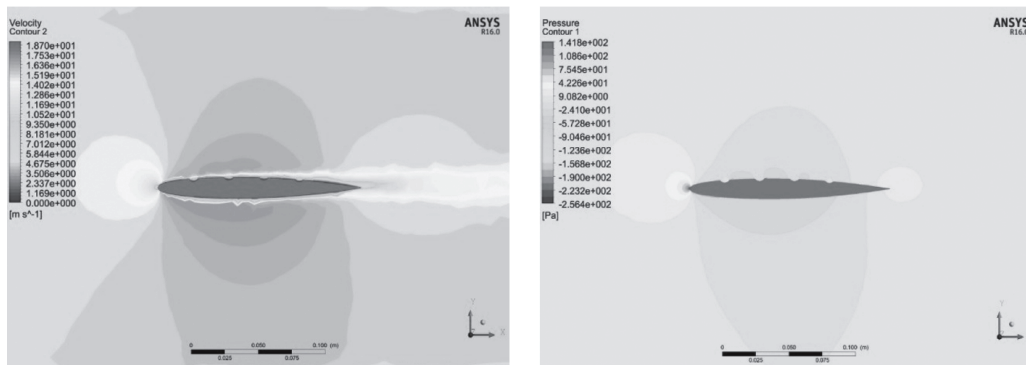 Velocity
Contour 2
1.870e+001
1.753e+001
1.636e+001
1.519e+001
1.402e+001
1.286e+001
1.169e+001
1.052e+001
9.350e+000
8.181e+000
7.012e+000
5.844e+000
4.675e+000
3.506e+000
2.337e+000
1.169e+000
0.000e+000
[m s^-1]
ANSYS
R16.0
Y
X
0 0.050 0.100 (m)
0.025 0.075
Pressure
Contour 1
1.418e+002
1.086e+002
7.545e+001
4.226e+001
9.082e+000
-2.410e+001
-5.728e+001
-9.046e+001
-1.236e+002
-1.568e+002
-1.900e+002
-2.232e+002
-2.564e+002
[Pa]
ANSYS
R16.0
Y
X
0 0.050 0.100 (m)
0.025 0.075